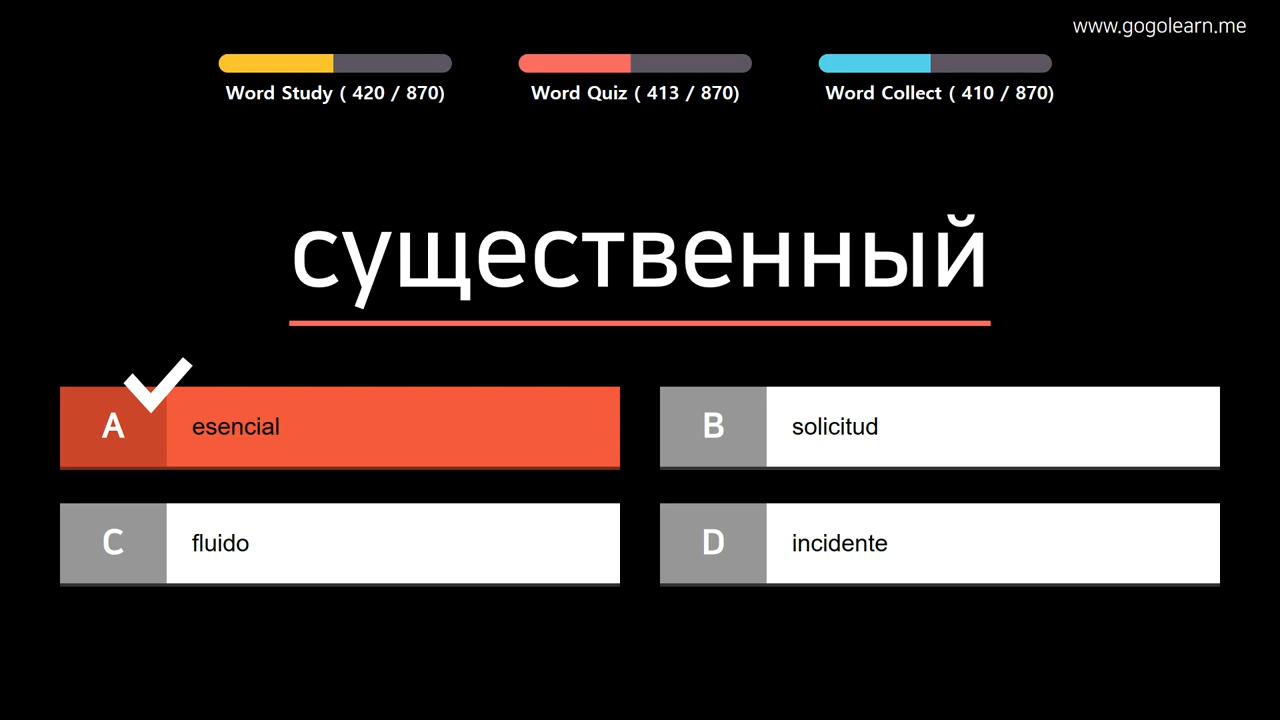 www.gogolearn.me
Word Study ( 420 / 870)
Word Quiz ( 413 / 870)
Word Collect ( 410 / 870)
существенный
A
esencial
B
solicitud
C
fluido
D
incidente